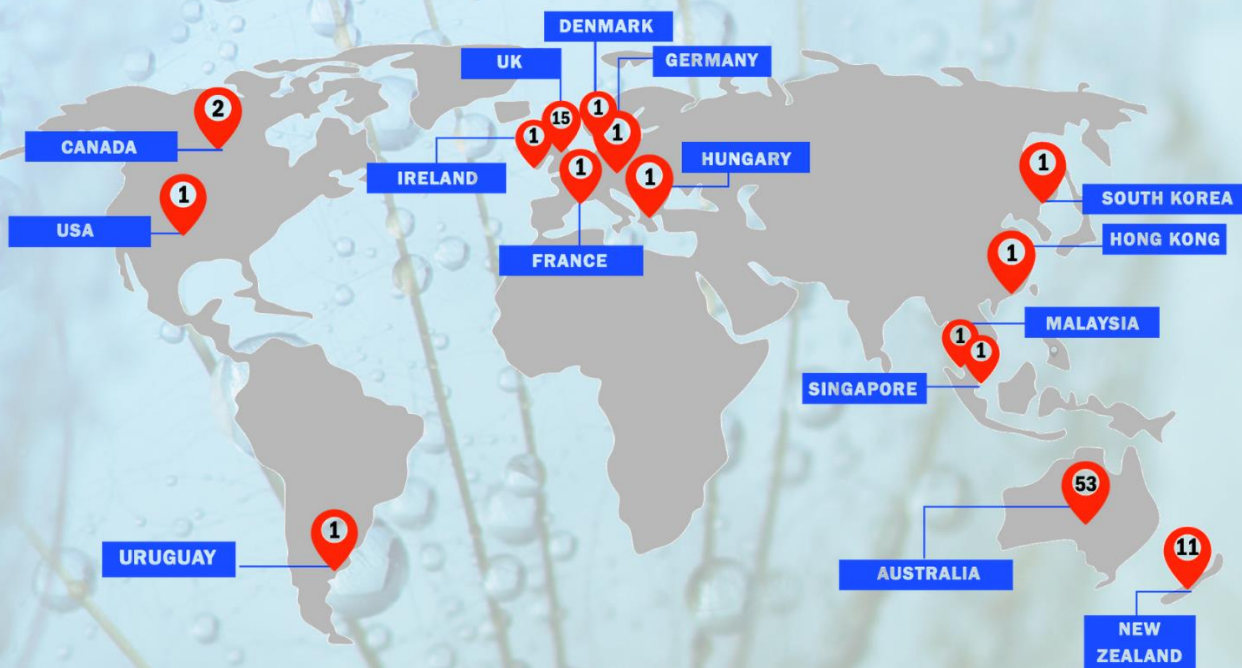 DENMARK
UK
GERMANY
1
15
1
1
2
CANADA
IRELAND
1
1
HUNGARY
1
USA
FRANCE
1
SOUTH KOREA
1
HONG KONG
1
1
MALAYSIA
SINGAPORE
1
URUGUAY
53
AUSTRALIA
11
NEW
ZEALAND